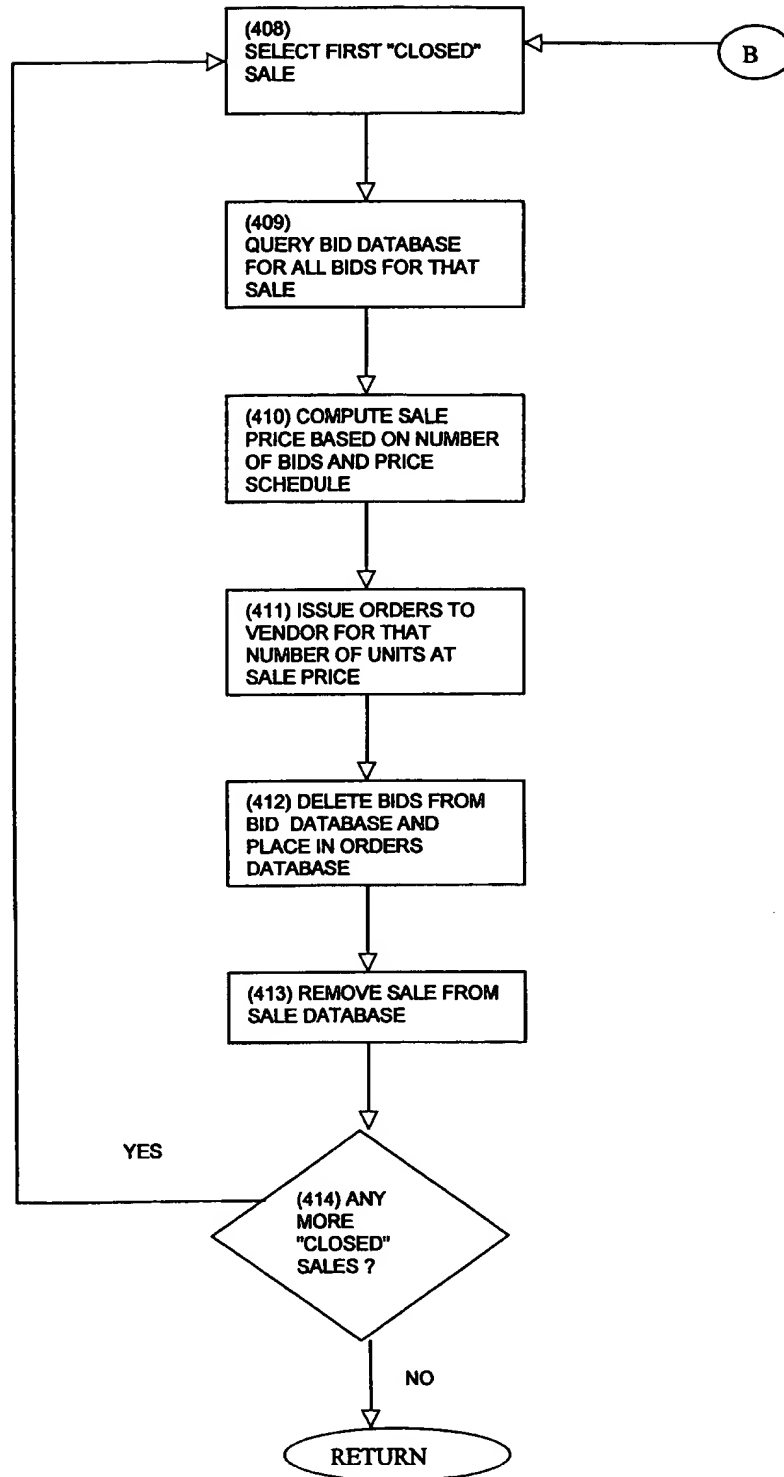 (408)
SELECT FIRST "CLOSED"
SALE
B
(409)
QUERY BID DATABASE
FOR ALL BIDS FOR THAT
SALE
(410) COMPUTE SALE
PRICE BASED ON NUMBER
OF BIDS AND PRICE
SCHEDULE
(411) ISSUE ORDERS TO
VENDOR FOR THAT
NUMBER OF UNITS AT
SALE PRICE
(412) DELETE BIDS FROM
BID DATABASE AND
PLACE IN ORDERS
DATABASE
(413) REMOVE SALE FROM
SALE DATABASE
YES
(414) ANY
MORE
"CLOSED"
SALES ?
NO
RETURN